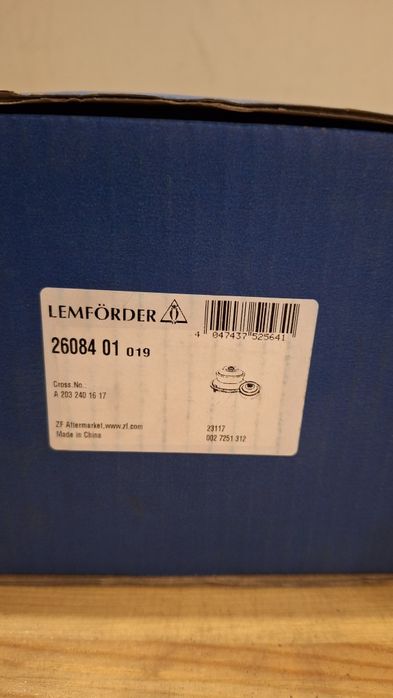 LEMFÖRDER
4 047437 525641
26084 01 019
Cross.No.:
A 203 240 16 17
ZF Aftermarket,www.zf.com
Made in China
23117
002 7251 312